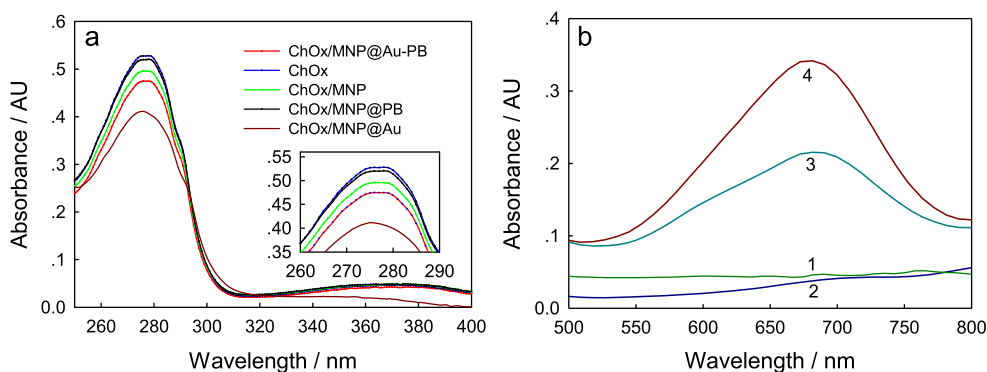 .6
.5
.4
.3
.2
.1
0.0
Absorbance / AU
a
ChOx/MNP@Au-PB
ChOx
ChOx/MNP
ChOx/MNP@PB
ChOx/MNP@Au
.55
.50
.45
.40
.35
260 270 280 290
260 280 300 320 340 360 380 400
Wavelength / nm
.4
.3
.2
.1
0.0
Absorbance / AU
b
4
3
1
2
500 550 600 650 700 750 800
Wavelength / nm